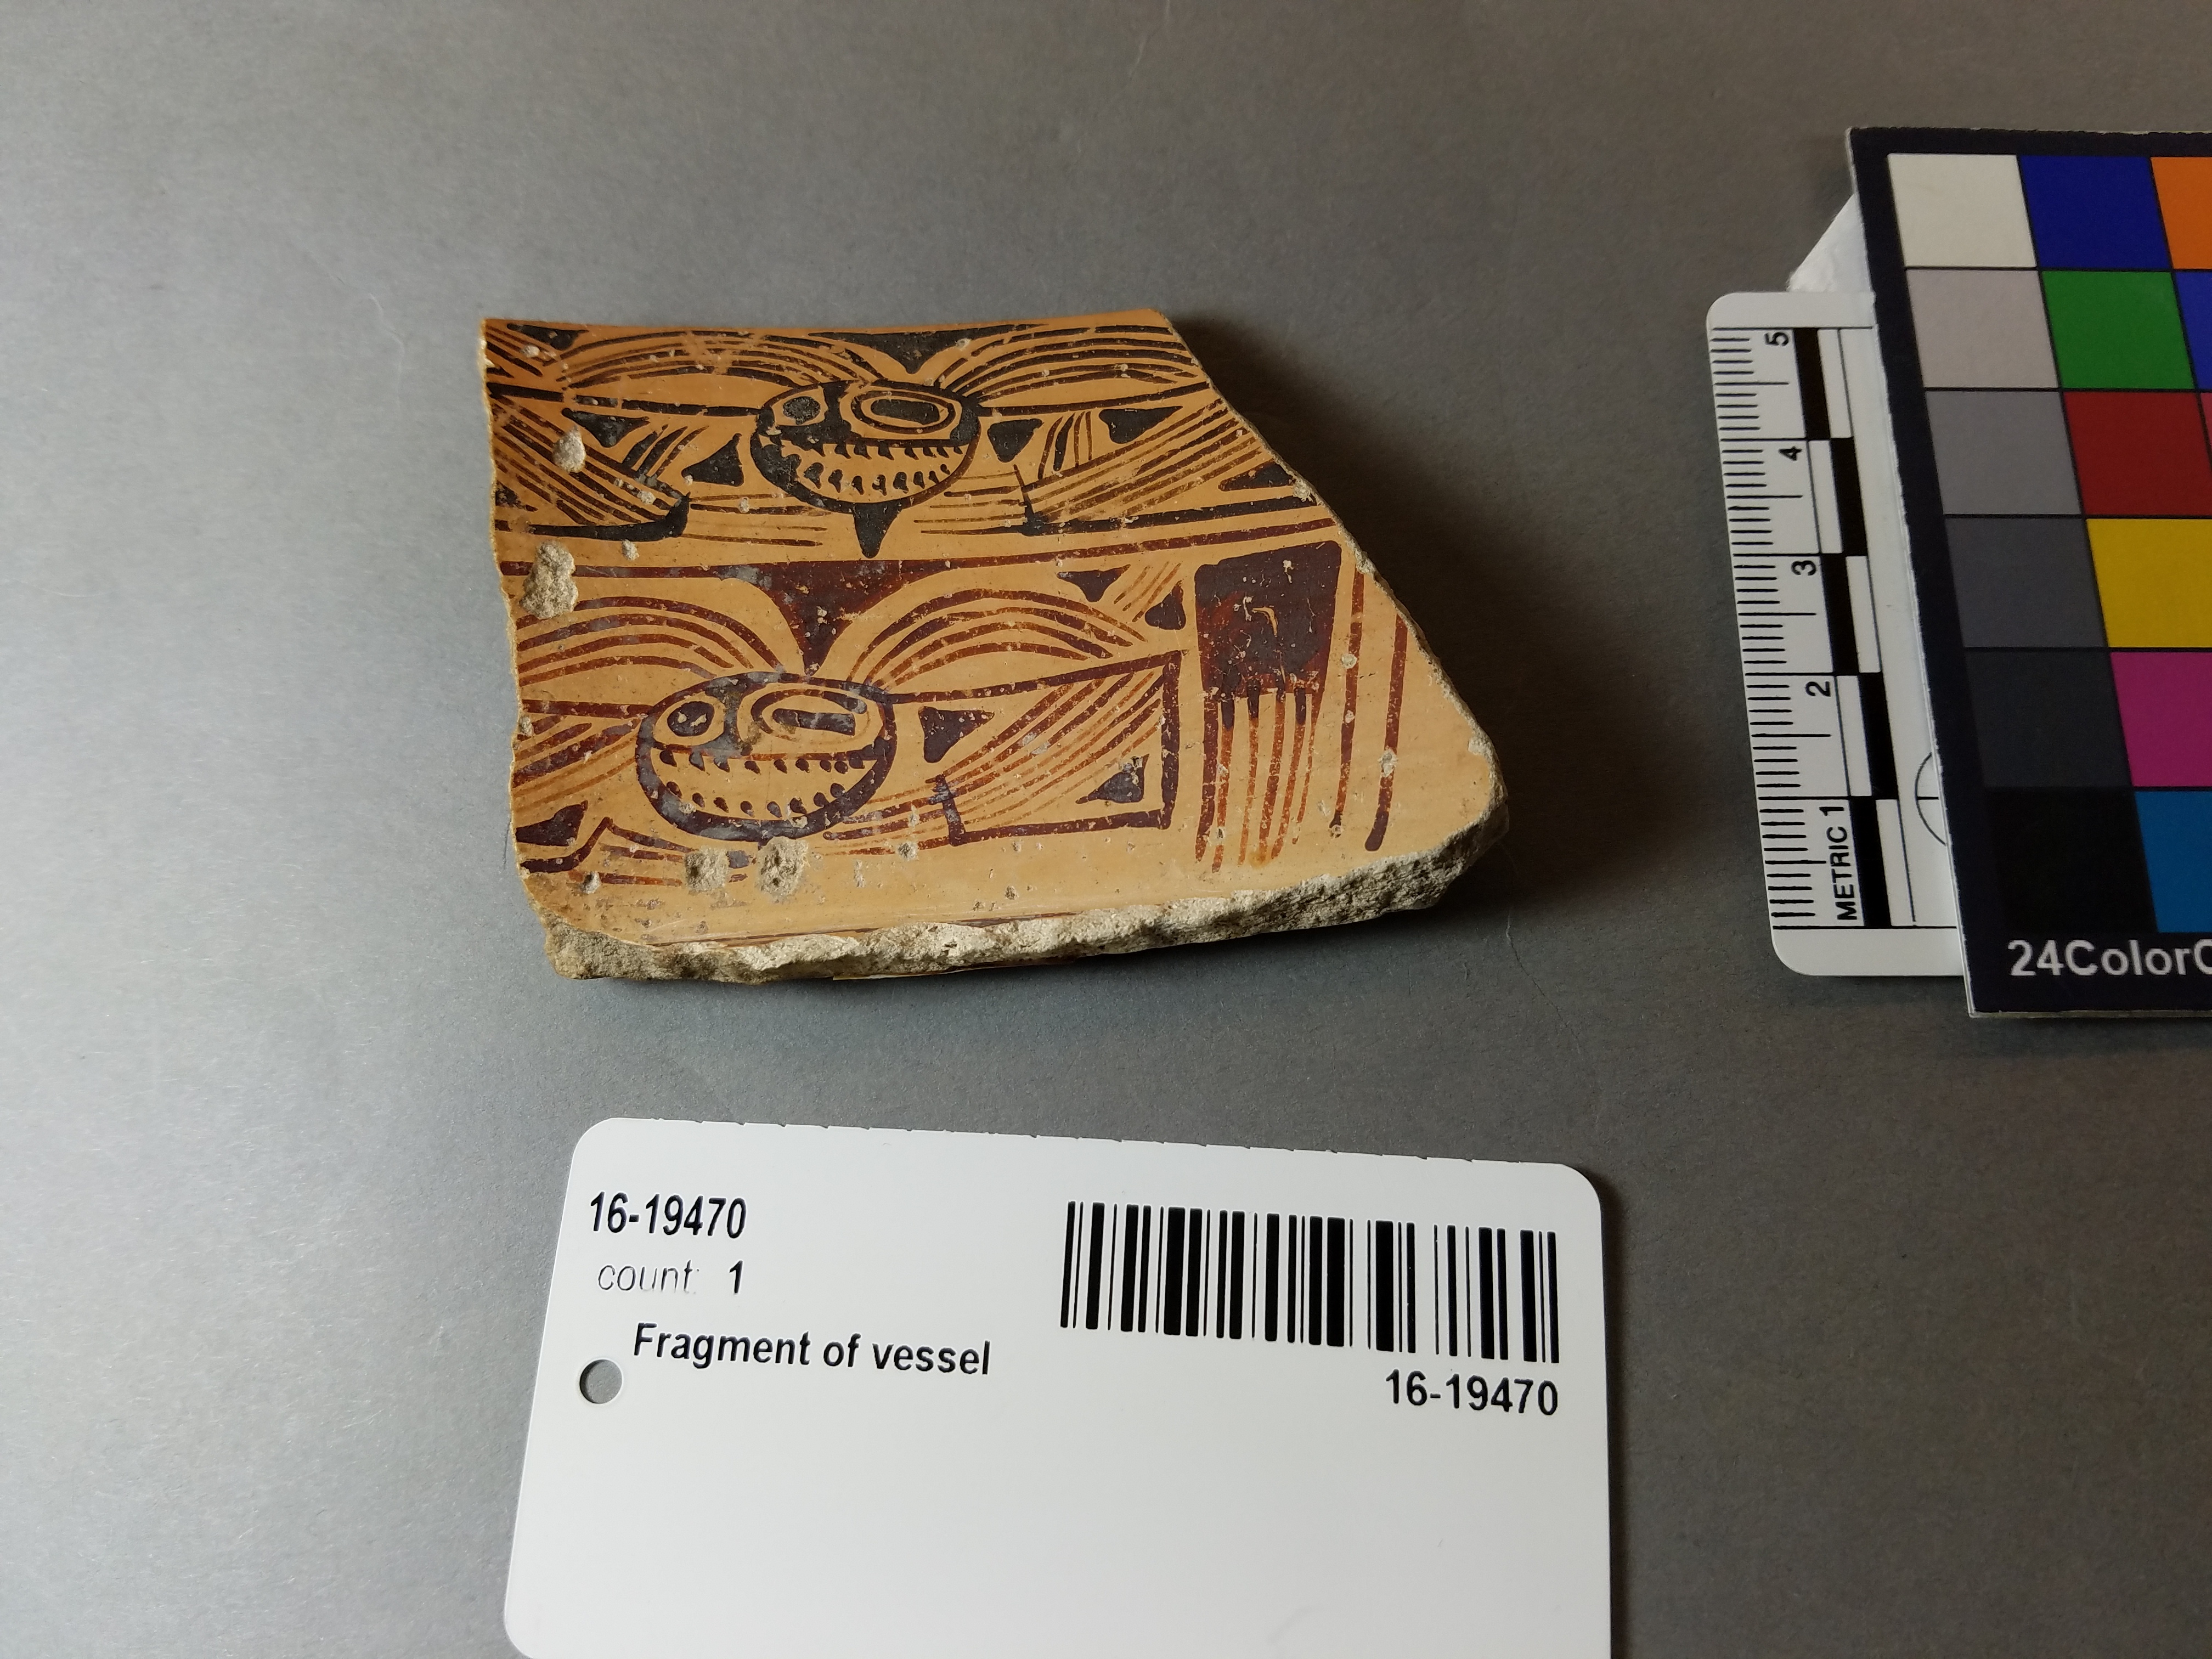 5
4
3
2
METRIC 1
24ColorC
16-19470
count: 1
Fragment of vessel
16-19470